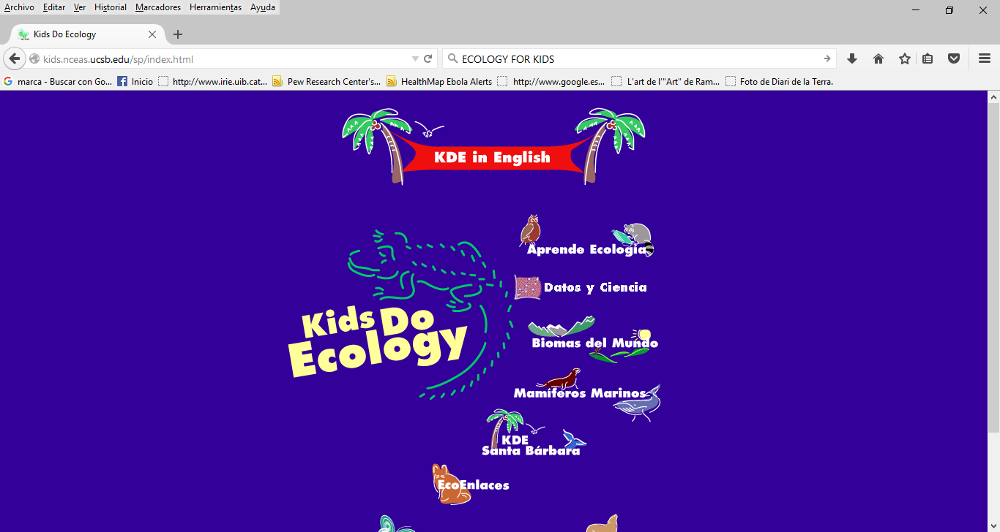 Archivo Editar Ver Historial Marcadores Herramientas Ayuda
Kids Do Ecology
kids.nceas.ucsb.edu/sp/index.html
ECOLOGY FOR KIDS
marca - Buscar con Go... Inicio http://www.irie.uib.cat... Pew Research Center's... HealthMap Ebola Alerts http://www.google.es... L'art de l'"Art" de Ram... Foto de Diari de la Terra.
KDE in English
Aprende Ecología
Datos y Ciencia
Kids Do
Ecology
Biomas del Mundo
Mamíferos Marinos
KDE
Santa Bárbara
EcoEnlaces